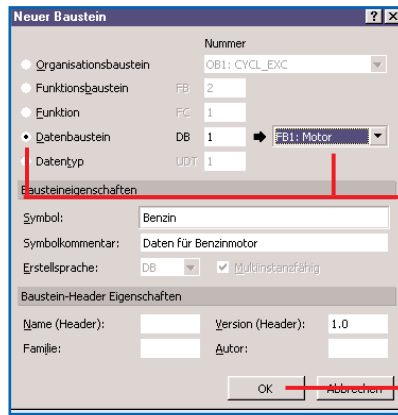 Neuer Baustein
Nummer
Organisationsbaustein OB1: CYCL_EXC
Funktionsbaustein FB 2
Funktion FC 1
Datenbaustein DB 1 FB1: Motor
Datentyp UDT 1
Bausteineigenschaften
Symbol: Benzin
Symbolkommentar: Daten für Benzinmotor
Erstellsprache: DB Multiinstanzfähig
Baustein-Header Eigenschaften
Name (Header): Version (Header): 1.0
Familie: Autor:
OK Abbrechen